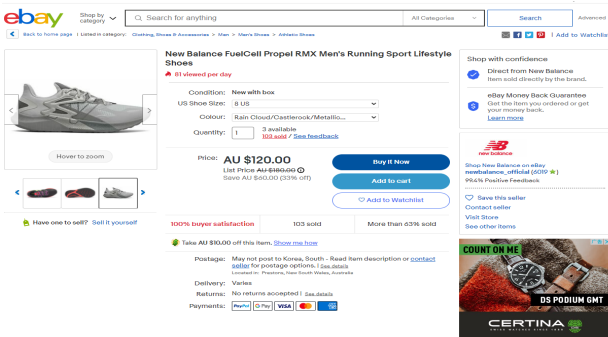 ebay
Shop by category
Search for anything
All Categories
Search
Advanced
Back to home page | Listed in category: Clothing, Shoes & Accessories > Men > Men's Shoes > Athletic Shoes
Add to Watchlist
New Balance FuelCell Propel RMX Men's Running Sport Lifestyle Shoes
51 viewed per day
Condition: New with box
US Shoe Size: 8 US
Colour: Rain Cloud/Castlerock/Metallic...
Quantity: 1
3 available
103 sold / See feedback
Price: AU $120.00
List Price AU $180.00
Save AU $60.00 (33% off)
Buy It Now
Add to cart
Add to Watchlist
Hover to zoom
Have one to sell? Sell it yourself
100% buyer satisfaction
103 sold
More than 63% sold
Take AU $10.00 off this item. Show me how
Postage: May not post to Korea, South - Read item description or contact seller for postage options. | See details
Located in: Prestons, New South Wales, Australia
Delivery: Varies
Returns: No returns accepted | See details
Payments: PayPal G Pay VISA
Shop with confidence
Direct from New Balance
Item sold directly by the brand.
eBay Money Back Guarantee
Get the item you ordered or get your money back.
Learn more
new balance
Shop New Balance on eBay
newbalance_official (6019)
99.4% Positive Feedback
Save this seller
Contact seller
Visit Store
See other items
COUNT ON ME
DS PODIUM GMT
CERTINA
SWISS WATCHES SINCE 1888